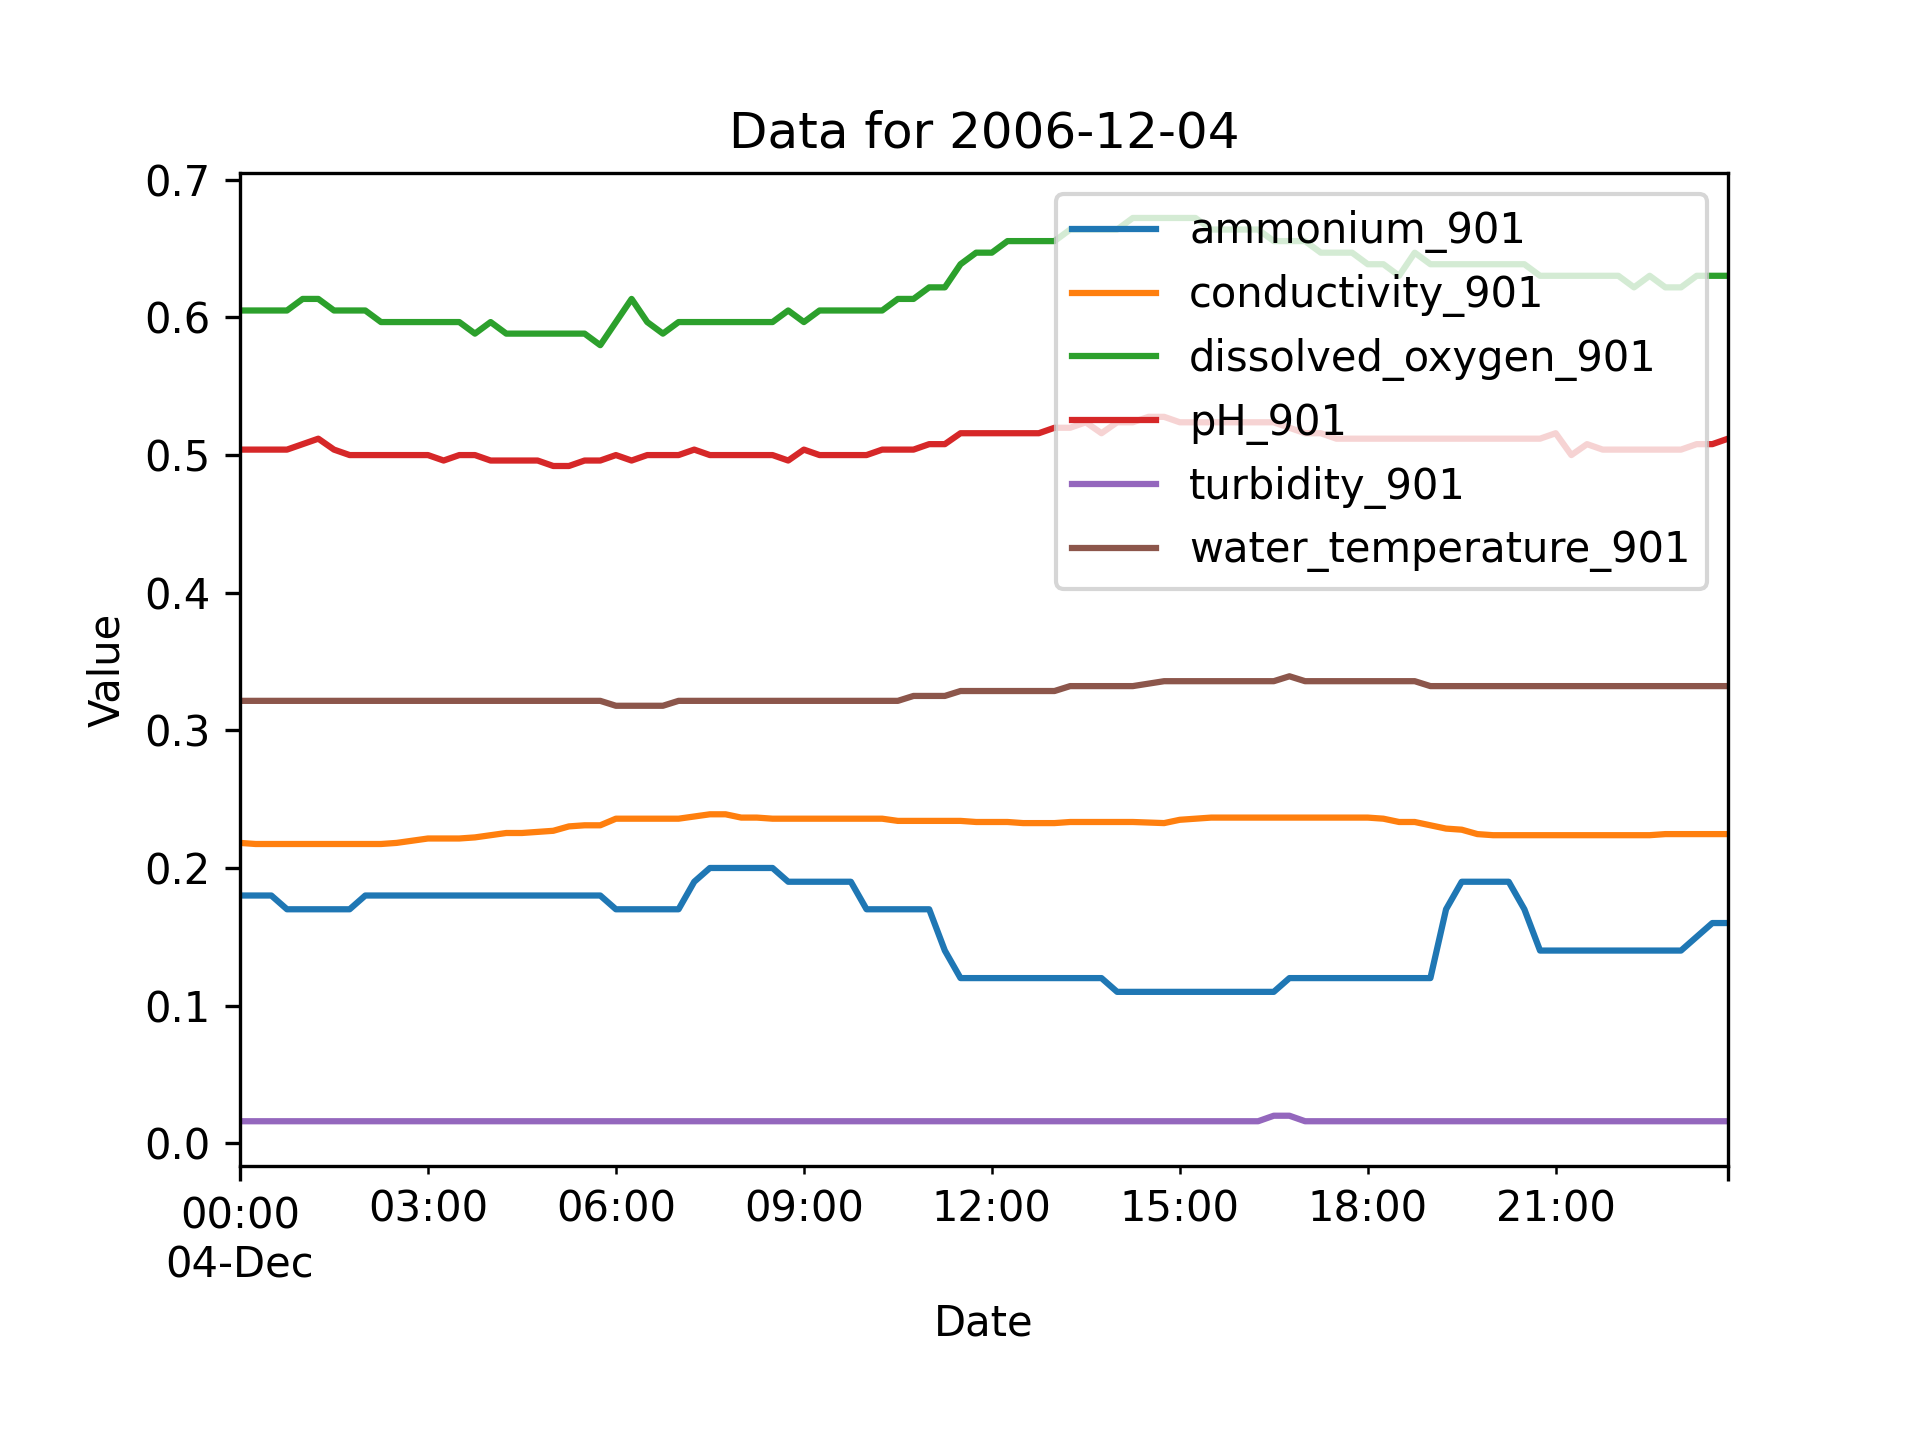 Data for 2006-12-04
0.7
0.6
0.5
0.4
0.3
0.2
0.1
0.0
Value
ammonium_901
conductivity_901
dissolved_oxygen_901
pH_901
turbidity_901
water_temperature_901
00:00 03:00 06:00 09:00 12:00 15:00 18:00 21:00
04-Dec
Date